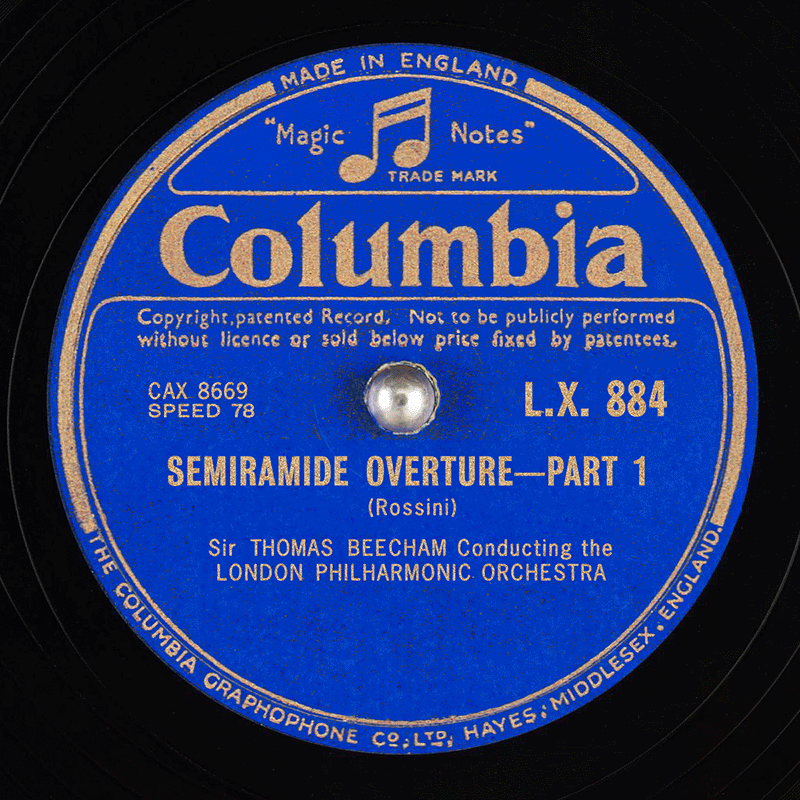 MADE IN ENGLAND
"Magic Notes"
TRADE MARK
Columbia
Copyright, patented Record. Not to be publicly performed
without licence or sold below price fixed by patentees.
CAX 8669
SPEED 78
L.X. 884
SEMIRAMIDE OVERTURE—PART 1
(Rossini)
Sir THOMAS BEECHAM Conducting the
LONDON PHILHARMONIC ORCHESTRA
THE COLUMBIA GRAPHOPHONE CO., LTD, HAYES, MIDDLESEX, ENGLAND.